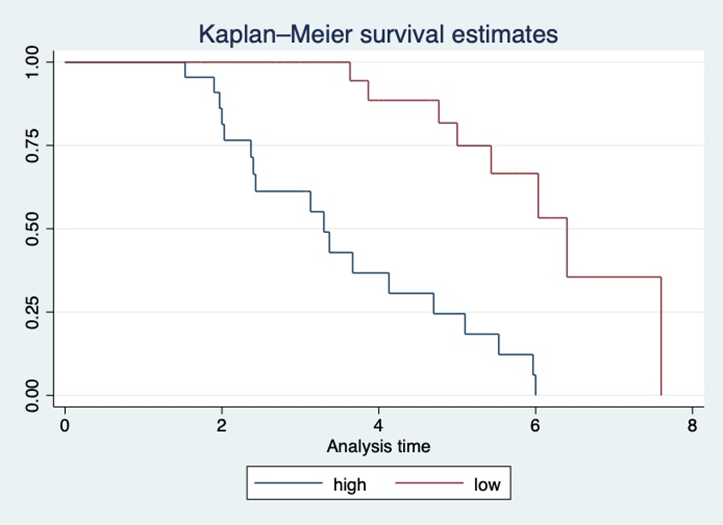 Kaplan–Meier survival estimates
1.00
0.75
0.50
0.25
0.00
0 2 4 6 8
Analysis time
high low